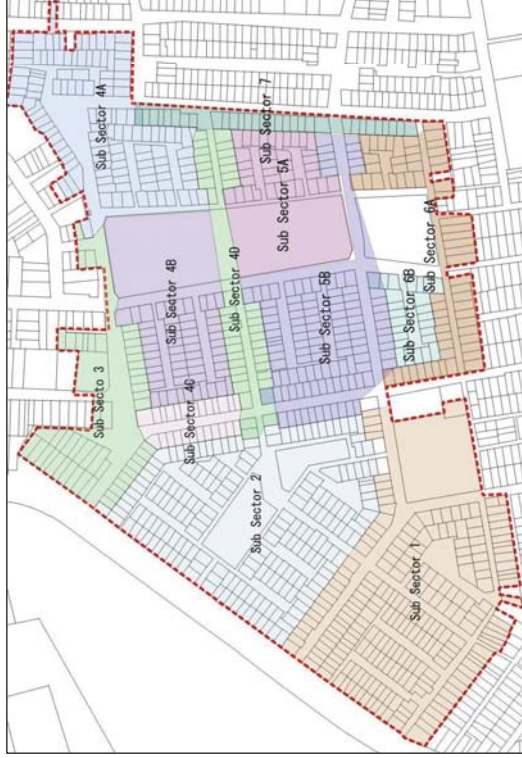 Sub Sector 4A
Sub Sector 7
Sub Sector 5A
Sub Sector 4B
Sub Sector 4D
Sub Sector 6A
Sub Secto 3
Sub Sector 4C
Sub Sector 5B
Sub Sector 6B
Sub Sector 2
Sub Sector 1